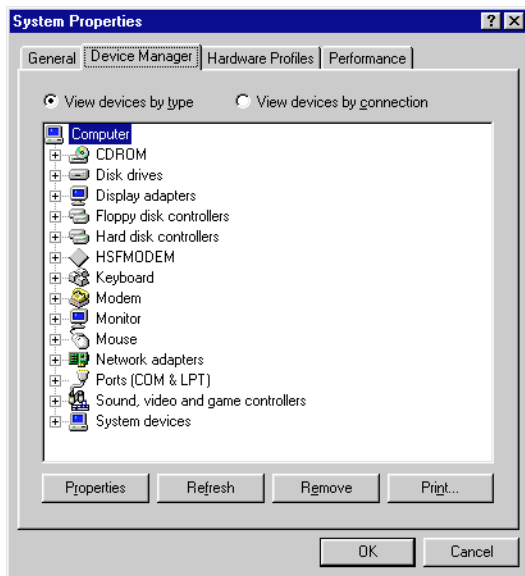 System Properties
General Device Manager Hardware Profiles Performance
View devices by type View devices by connection
Computer
CDROM
Disk drives
Display adapters
Floppy disk controllers
Hard disk controllers
HSFMODEM
Keyboard
Modem
Monitor
Mouse
Network adapters
Ports (COM & LPT)
Sound, video and game controllers
System devices
Properties Refresh Remove Print...
OK Cancel